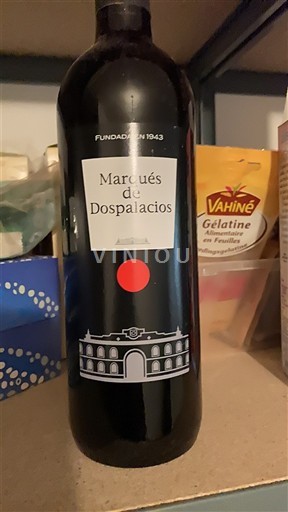 FUNDADA EN 1943
Marqués
de
Dospalacios
VINIOU
VAHINÉ
Gélatine
Alimentaire
en Feuilles